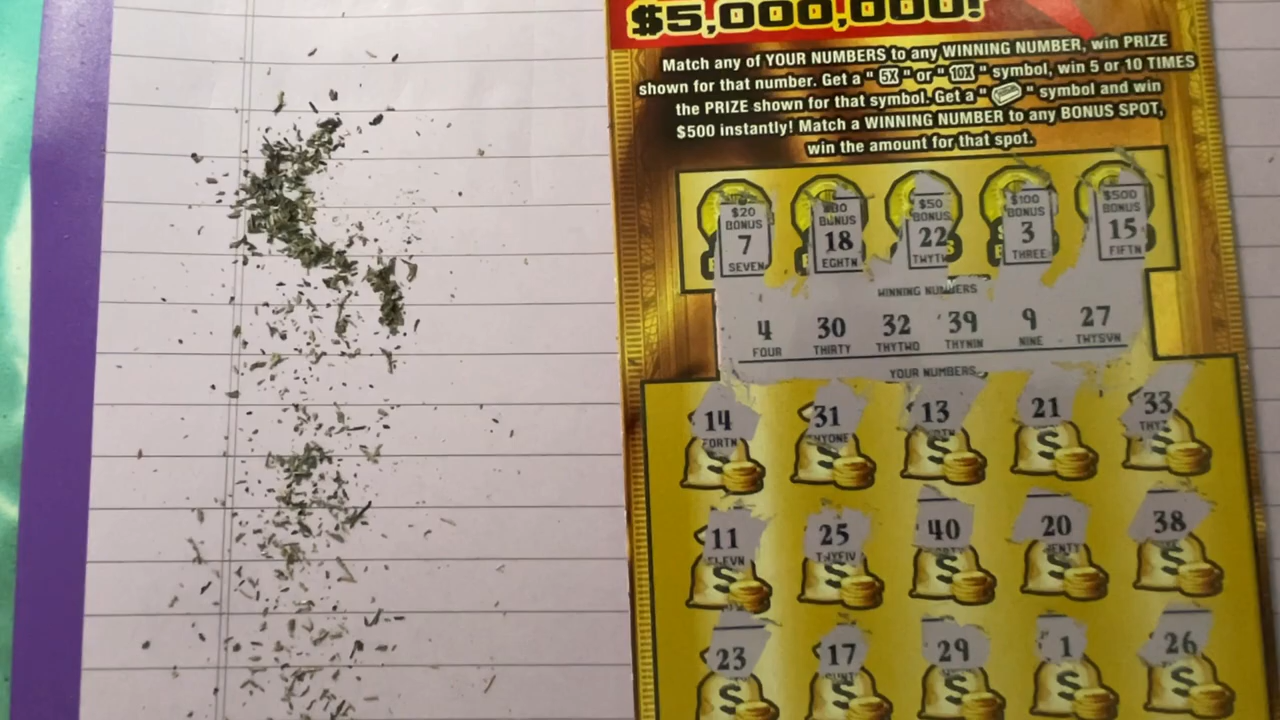 $5,000,000!
Match any of YOUR NUMBERS to any WINNING NUMBER, win PRIZE
shown for that number. Get a "5X" or "10X" symbol, win 5 or 10 TIMES
the PRIZE shown for that symbol. Get a " " symbol and win
$500 instantly! Match a WINNING NUMBER to any BONUS SPOT,
win the amount for that spot.
$20 $50 $100 $500
BONUS BONUS BONUS BONUS BONUS
7 18 22 3 15
SEVEN EGHTN TWYTW THREE FIFTN
WINNING NUMBERS
4 30 32 39 9 27
FOUR THIRTY THYTWO THYNIN NINE TWYSVN
YOUR NUMBERS
14 31 13 21 33
FORTN
11 25 40 20 38
ELEVN TWYFIV
23 17 29 1 26